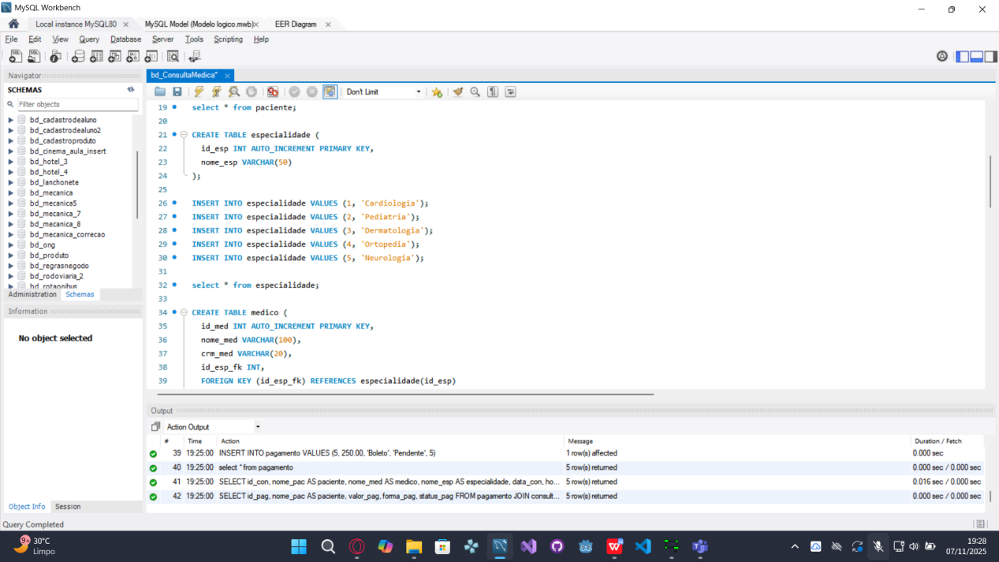 MySQL Workbench
Local instance MySQL80
MySQL Model (Modelo logico.mwb)
EER Diagram
File Edit View Query Database Server Tools Scripting Help
Navigator
SCHEMAS
Filter objects
bd_cadastrodealuno
bd_cadastrodealuno2
bd_cadastroproduto
bd_cinema_aula_insert
bd_hotel_3
bd_hotel_4
bd_lanchonete
bd_mecanica
bd_mecanica5
bd_mecanica_7
bd_mecanica_8
bd_mecanica_correcao
bd_ong
bd_produto
bd_regrasnegodo
bd_rodoviaria_2
bd_rotaonibus
Administration Schemas
Information
No object selected
Object Info Session
bd_ConsultaMedica*
Don't Limit
19 select * from paciente;
20
21 CREATE TABLE especialidade (
22 id_esp INT AUTO_INCREMENT PRIMARY KEY,
23 nome_esp VARCHAR(50)
24 );
25
26 INSERT INTO especialidade VALUES (1, 'Cardiologia');
27 INSERT INTO especialidade VALUES (2, 'Pediatria');
28 INSERT INTO especialidade VALUES (3, 'Dermatologia');
29 INSERT INTO especialidade VALUES (4, 'Ortopedia');
30 INSERT INTO especialidade VALUES (5, 'Neurologia');
31
32 select * from especialidade;
33
34 CREATE TABLE medico (
35 id_med INT AUTO_INCREMENT PRIMARY KEY,
36 nome_med VARCHAR(100),
37 crm_med VARCHAR(20),
38 id_esp_fk INT,
39 FOREIGN KEY (id_esp_fk) REFERENCES especialidade(id_esp)
Output
Action Output
# Time Action Message Duration / Fetch
39 19:25:00 INSERT INTO pagamento VALUES (5, 250.00, 'Boleto', 'Pendente', 5) 1 row(s) affected 0.000 sec
40 19:25:00 select * from pagamento 5 row(s) returned 0.000 sec / 0.000 sec
41 19:25:00 SELECT id_con, nome_pac AS paciente, nome_med AS medico, nome_esp AS especialidade, data_con, ho... 5 row(s) returned 0.016 sec / 0.000 sec
42 19:25:00 SELECT id_pag, nome_pac AS paciente, valor_pag, forma_pag, status_pag FROM pagamento JOIN consult... 5 row(s) returned 0.000 sec / 0.000 sec
Query Completed
9+
30°C
Limpo
19:28
07/11/2025